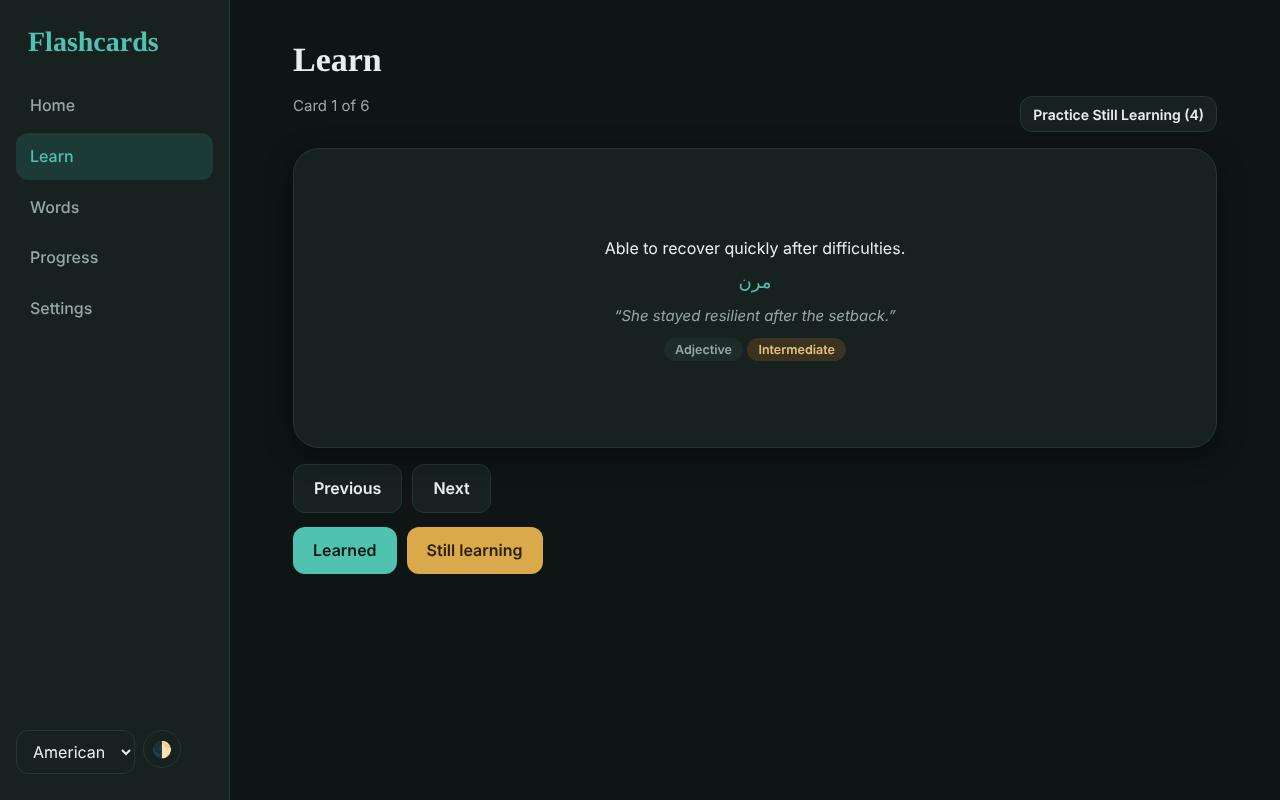 Flashcards
Home
Learn
Words
Progress
Settings
American
Learn
Card 1 of 6
Practice Still Learning (4)
Able to recover quickly after difficulties.
مرن
“She stayed resilient after the setback.”
Adjective Intermediate
Previous Next
Learned Still learning